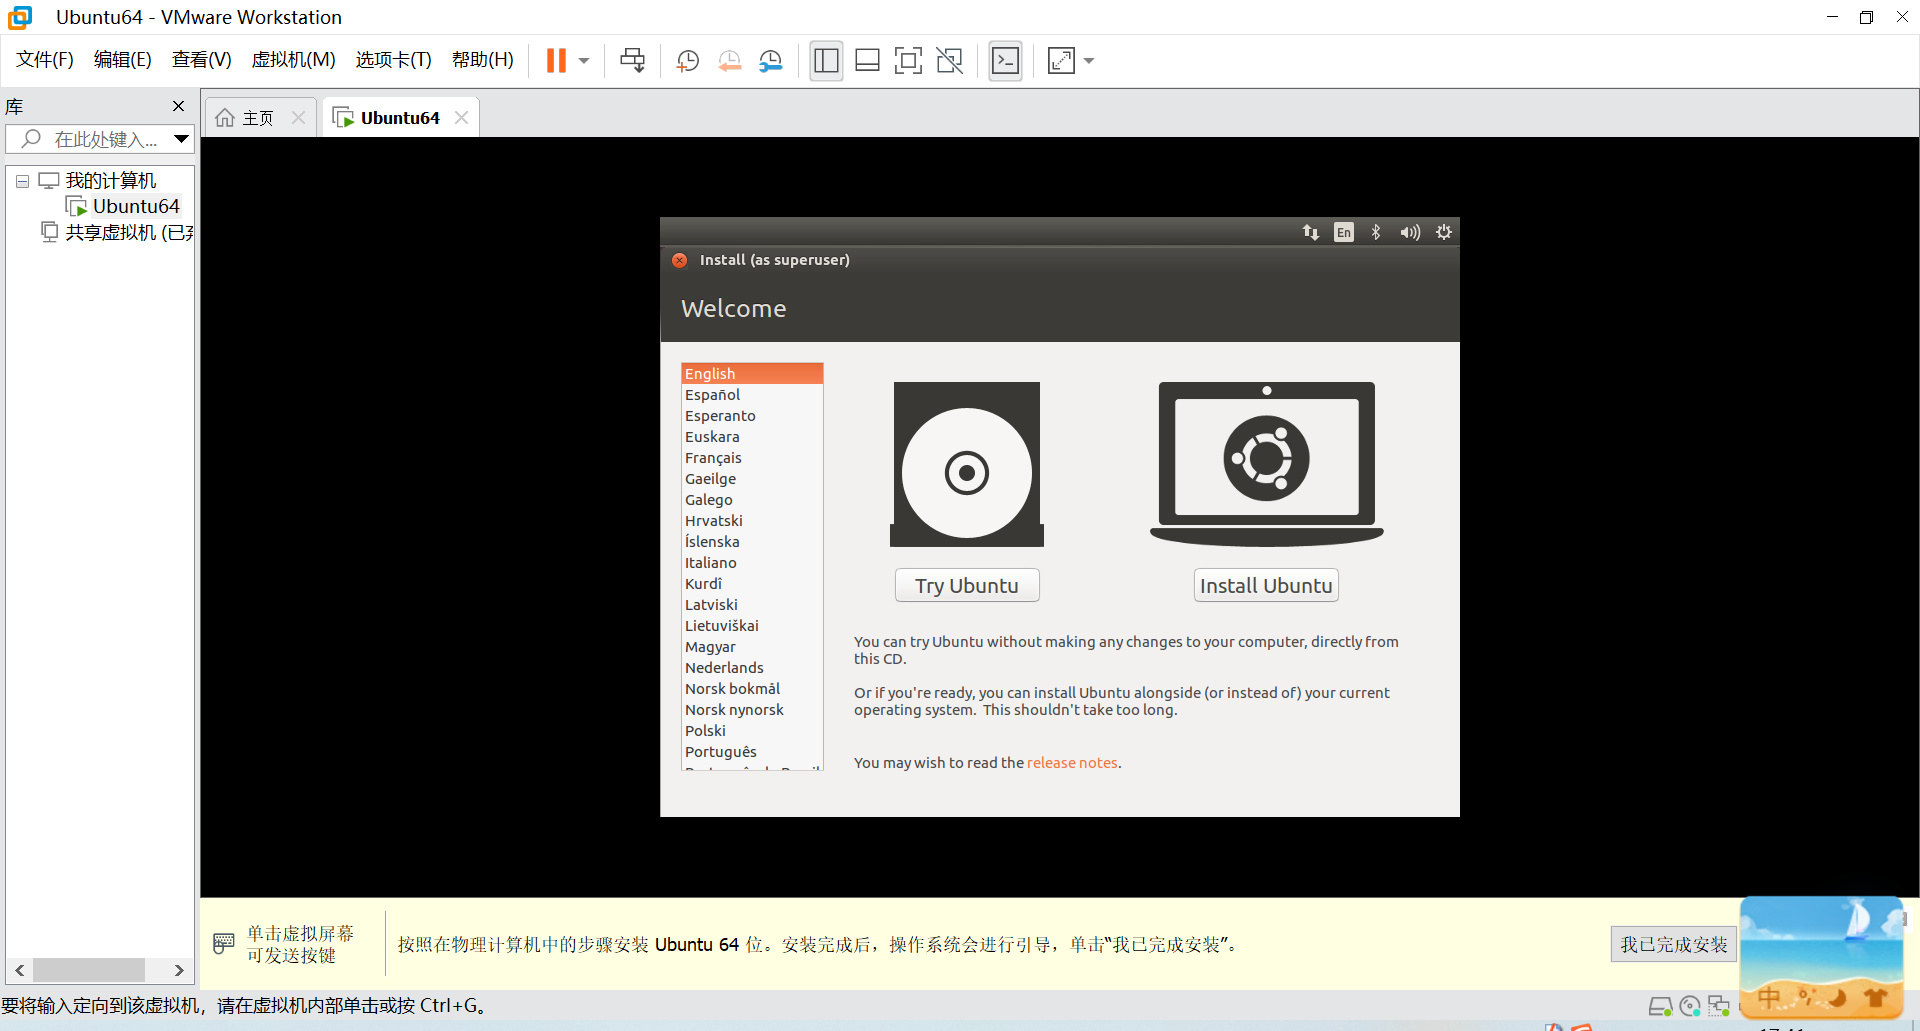 Ubuntu64 - VMware Workstation
文件(F) 编辑(E) 查看(V) 虚拟机(M) 选项卡(T) 帮助(H)
库
主页
Ubuntu64
在此处键入...
我的计算机
Ubuntu64
共享虚拟机 (已
En
Install (as superuser)
Welcome
English
Español
Esperanto
Euskara
Français
Gaeilge
Galego
Hrvatski
Íslenska
Italiano
Kurdî
Latviski
Lietuviškai
Magyar
Nederlands
Norsk bokmål
Norsk nynorsk
Polski
Português
Try Ubuntu
Install Ubuntu
You can try Ubuntu without making any changes to your computer, directly from
this CD.
Or if you're ready, you can install Ubuntu alongside (or instead of) your current
operating system. This shouldn't take too long.
You may wish to read the release notes.
单击虚拟屏幕
可发送按键
按照在物理计算机中的步骤安装 Ubuntu 64 位。安装完成后，操作系统会进行引导，单击“我已完成安装”。
我已完成安装
中
要将输入定向到该虚拟机，请在虚拟机内部单击或按 Ctrl+G。